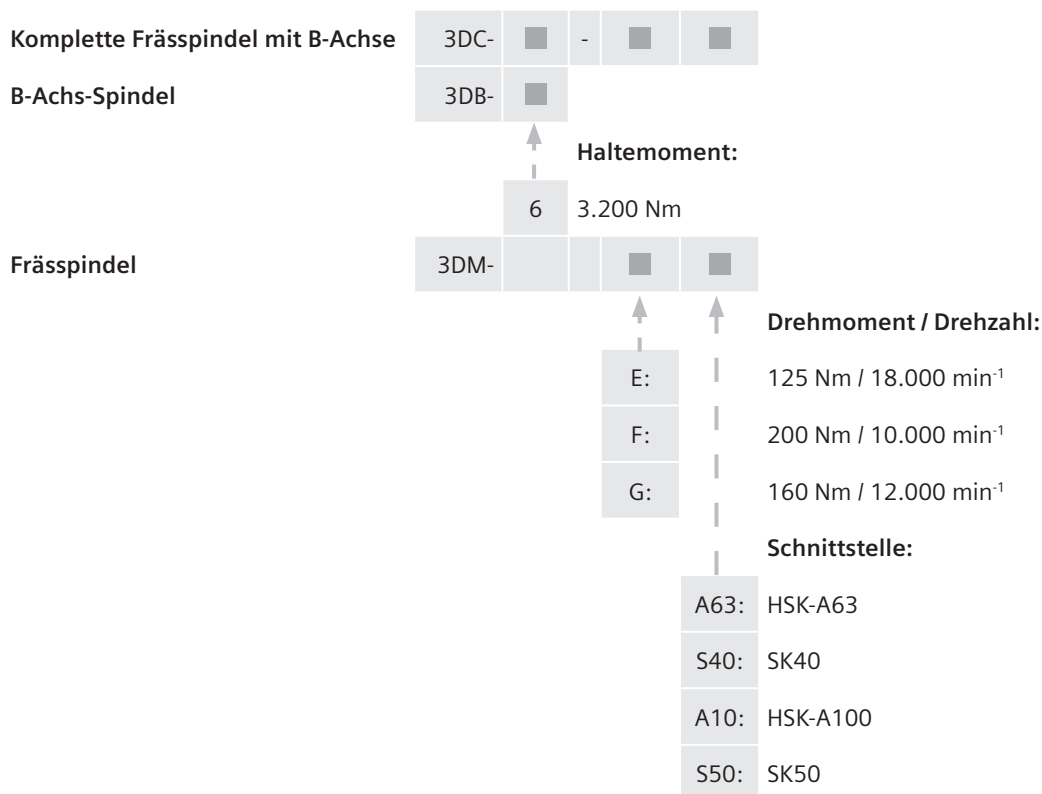 Komplette Frässpindel mit B-Achse 3DC- ■ - ■ ■
B-Achs-Spindel 3DB- ■
Haltemoment:
6 3.200 Nm
Frässpindel 3DM- ■ ■
Drehmoment / Drehzahl:
E: 125 Nm / 18.000 min⁻¹
F: 200 Nm / 10.000 min⁻¹
G: 160 Nm / 12.000 min⁻¹
Schnittstelle:
A63: HSK-A63
S40: SK40
A10: HSK-A100
S50: SK50